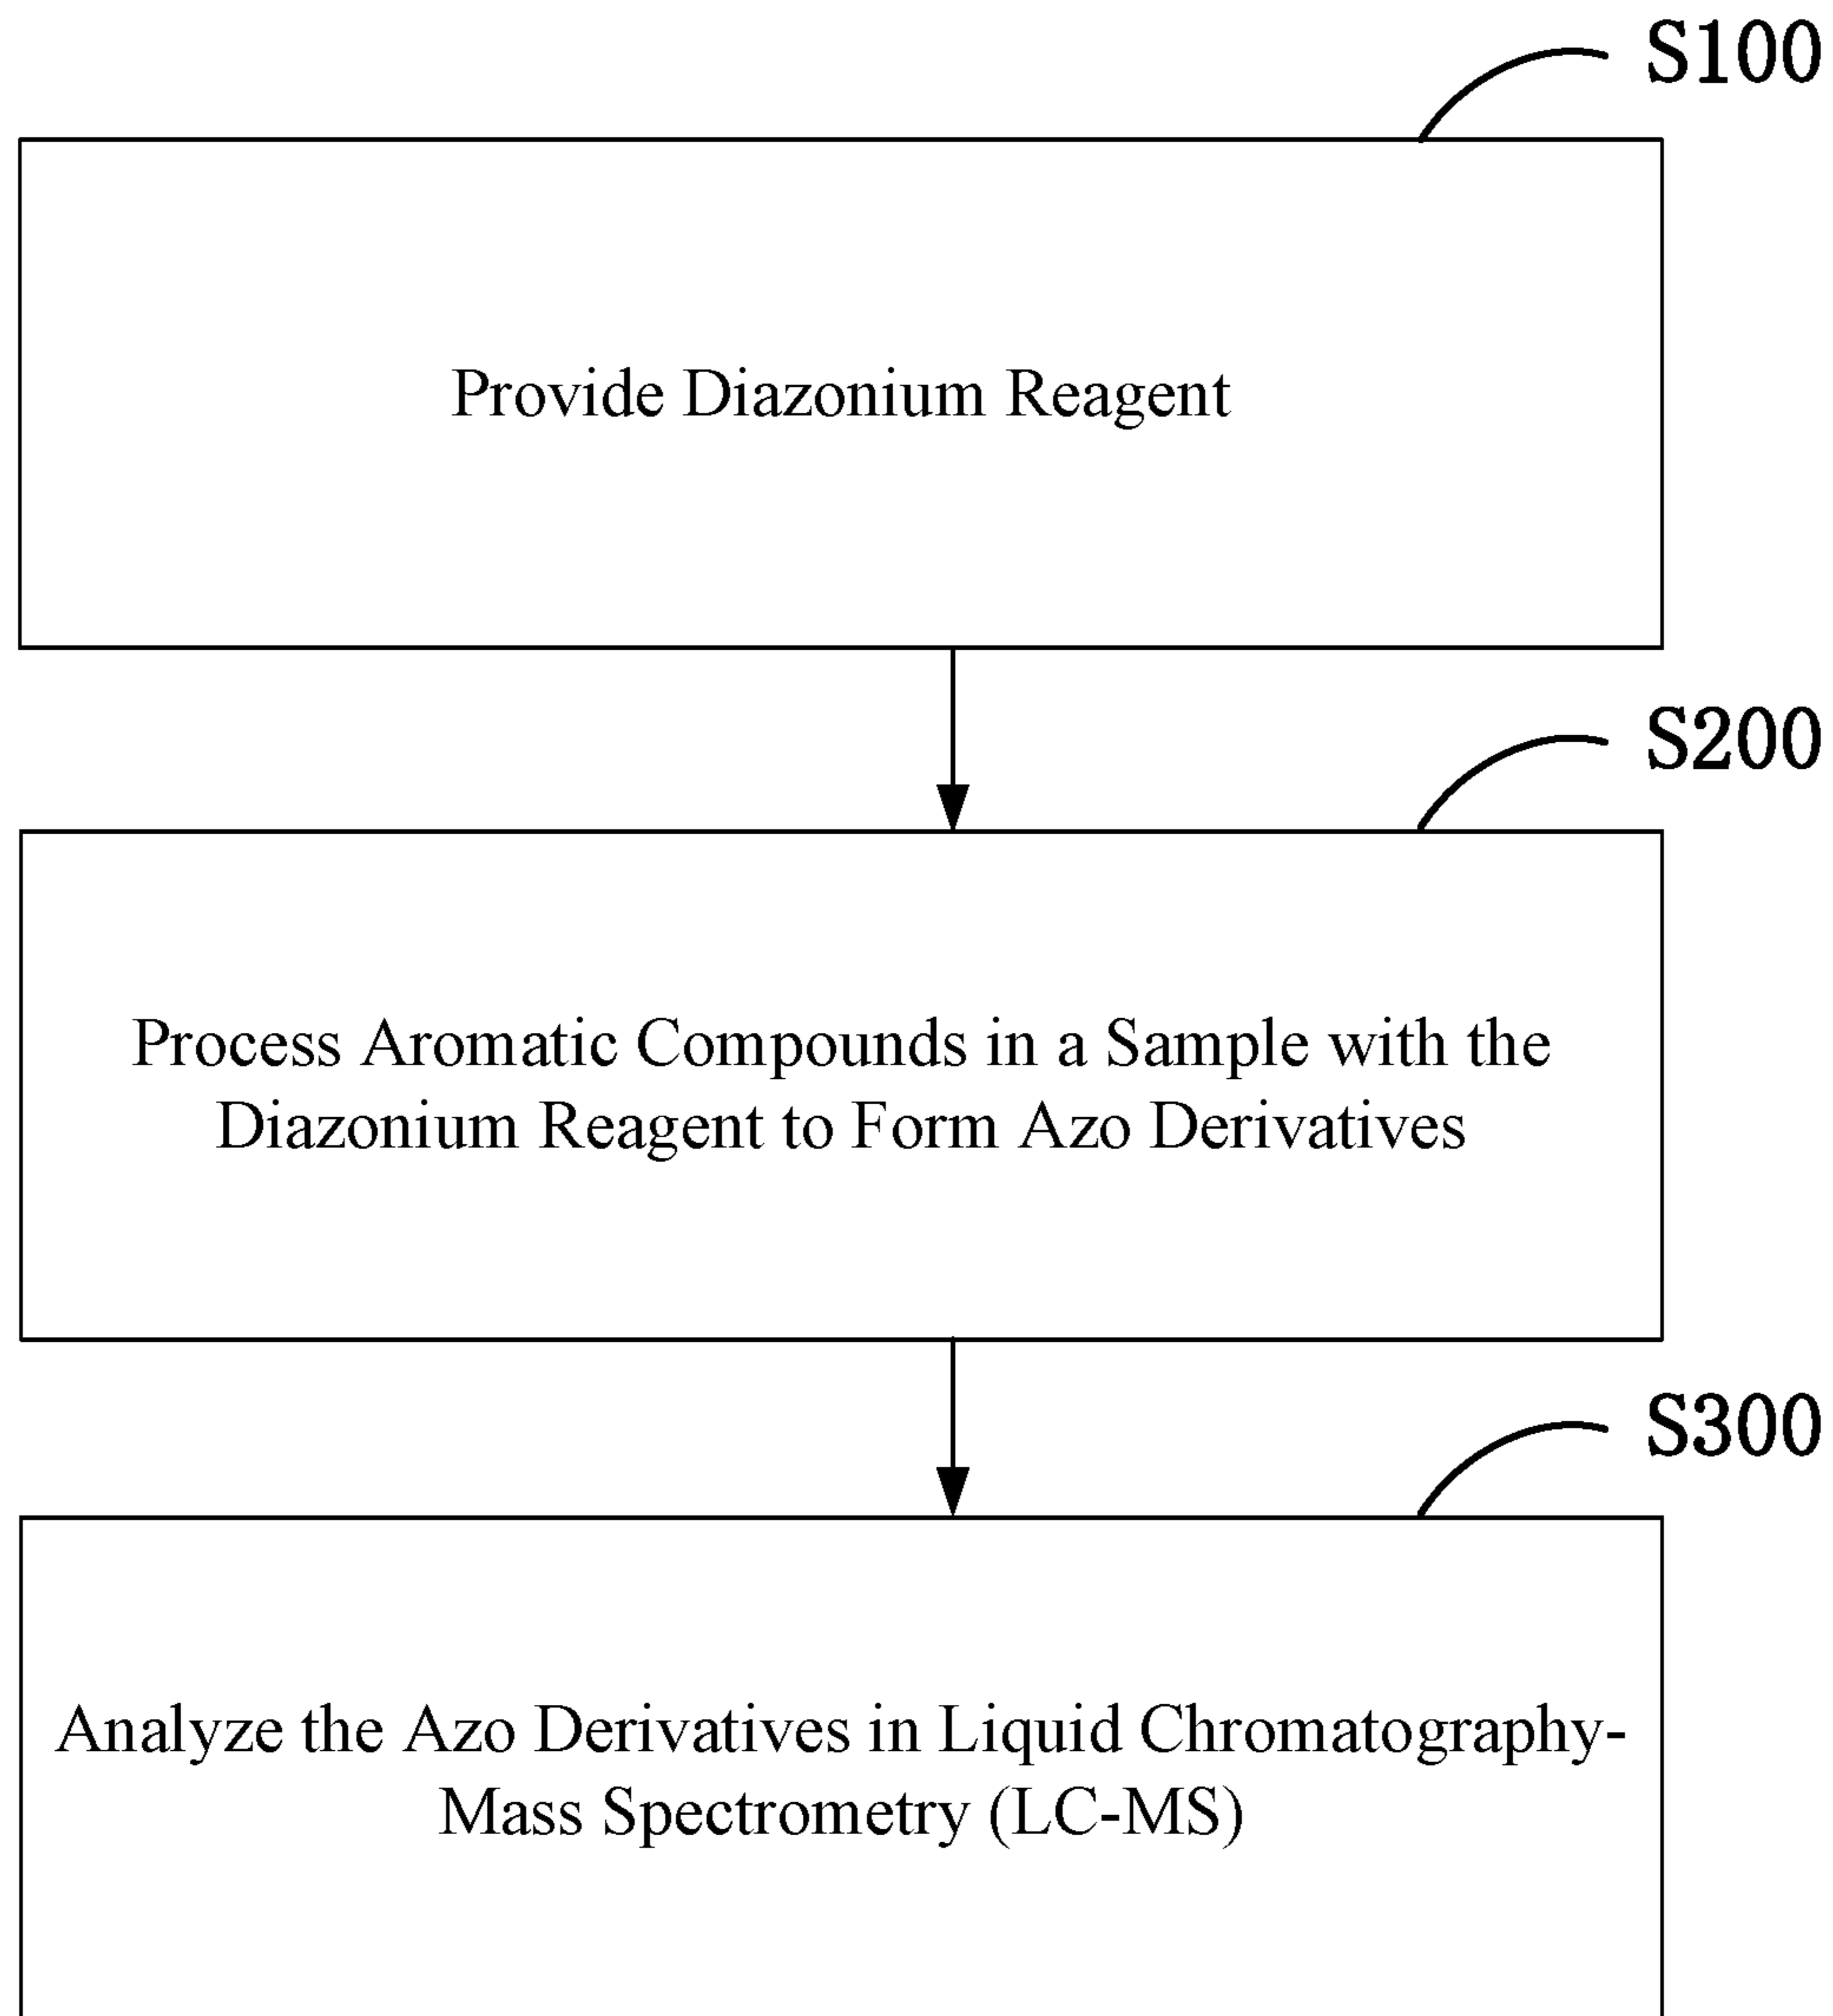 S100
Provide Diazonium Reagent
S200
Process Aromatic Compounds in a Sample with the
Diazonium Reagent to Form Azo Derivatives
S300
Analyze the Azo Derivatives in Liquid Chromatography-
Mass Spectrometry (LC-MS)